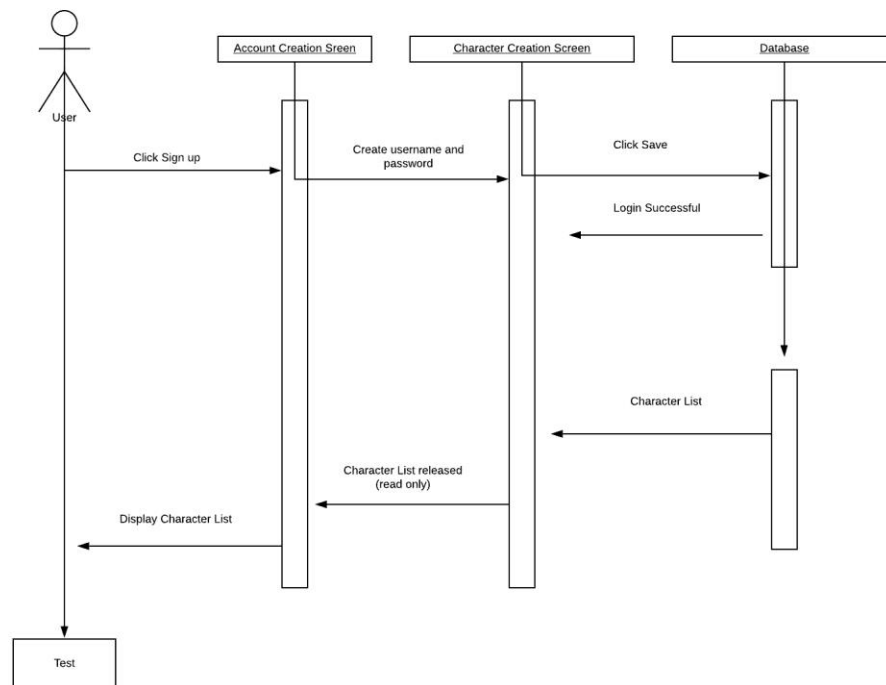 Account Creation Sreen
Character Creation Screen
Database
User
Click Sign up
Create username and
password
Click Save
Login Successful
Character List
Character List released
(read only)
Display Character List
Test